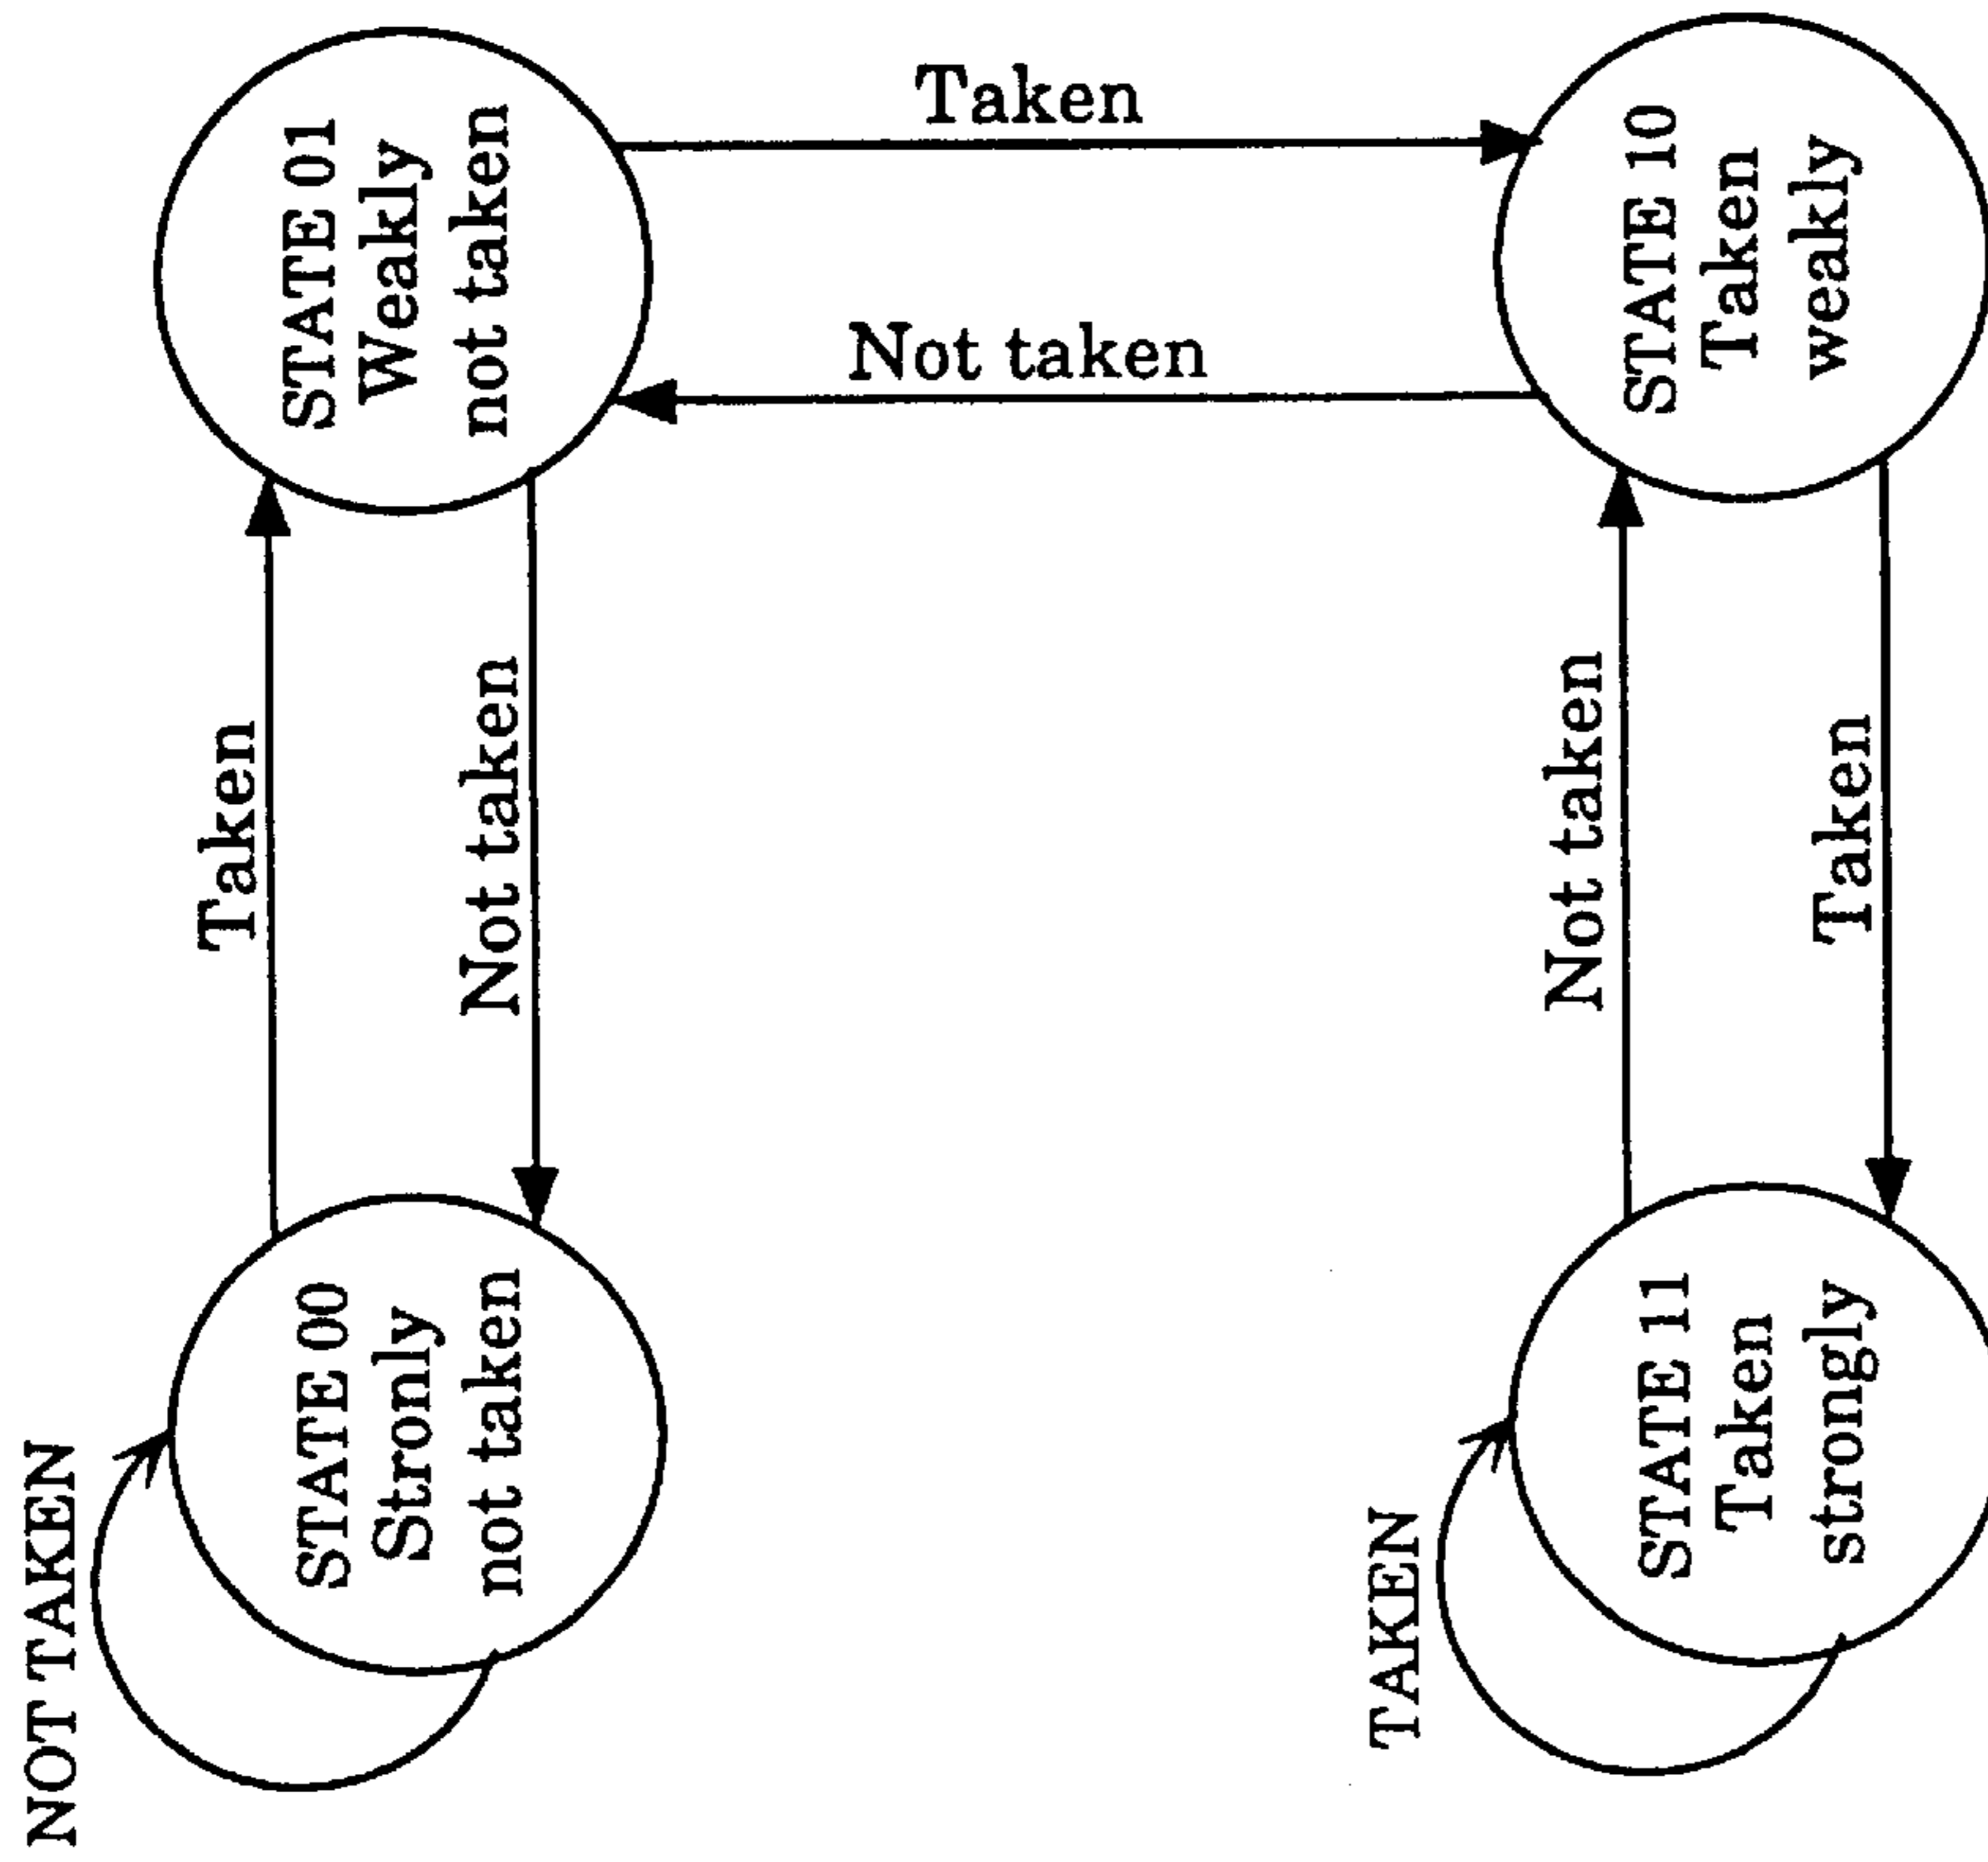 STATE 01
Weakly
not taken
Taken
STATE 10
Taken
weakly
Not taken
Taken
Not taken
Not taken
Taken
NOT TAKEN
STATE 00
Stronly
not taken
TAKEN
STATE 11
Taken
strongly